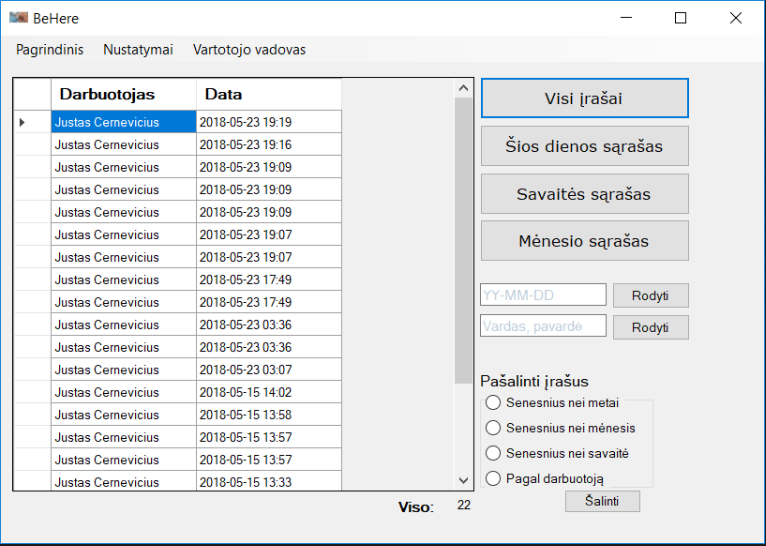 BeHere
Pagrindinis Nustatymai Vartotojo vadovas
Darbuotojas Data
Justas Cernevicius 2018-05-23 19:19
Justas Cernevicius 2018-05-23 19:16
Justas Cernevicius 2018-05-23 19:09
Justas Cernevicius 2018-05-23 19:09
Justas Cernevicius 2018-05-23 19:09
Justas Cernevicius 2018-05-23 19:07
Justas Cernevicius 2018-05-23 19:07
Justas Cernevicius 2018-05-23 17:49
Justas Cernevicius 2018-05-23 17:49
Justas Cernevicius 2018-05-23 03:36
Justas Cernevicius 2018-05-23 03:36
Justas Cernevicius 2018-05-23 03:07
Justas Cernevicius 2018-05-15 14:02
Justas Cernevicius 2018-05-15 13:58
Justas Cernevicius 2018-05-15 13:57
Justas Cernevicius 2018-05-15 13:57
Justas Cernevicius 2018-05-15 13:33
Viso: 22
Visi įrašai
Šios dienos sąrašas
Savaitės sąrašas
Mėnesio sąrašas
YY-MM-DD Rodyti
Vardas, pavardė Rodyti
Pašalinti įrašus
Senesnius nei metai
Senesnius nei mėnesis
Senesnius nei savaitė
Pagal darbuotoją
Šalinti